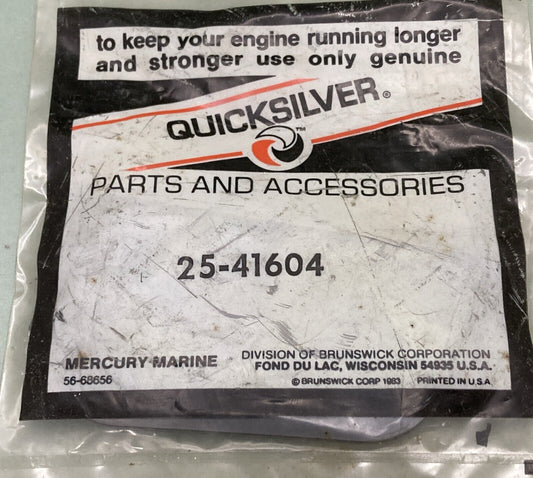 to keep your engine running longer
and stronger use only genuine
QUICKSILVER®
™
PARTS AND ACCESSORIES
25-41604
MERCURY MARINE
56-68656
DIVISION OF BRUNSWICK CORPORATION
FOND DU LAC, WISCONSIN 54935 U.S.A.
© BRUNSWICK CORP 1983 PRINTED IN U.S.A